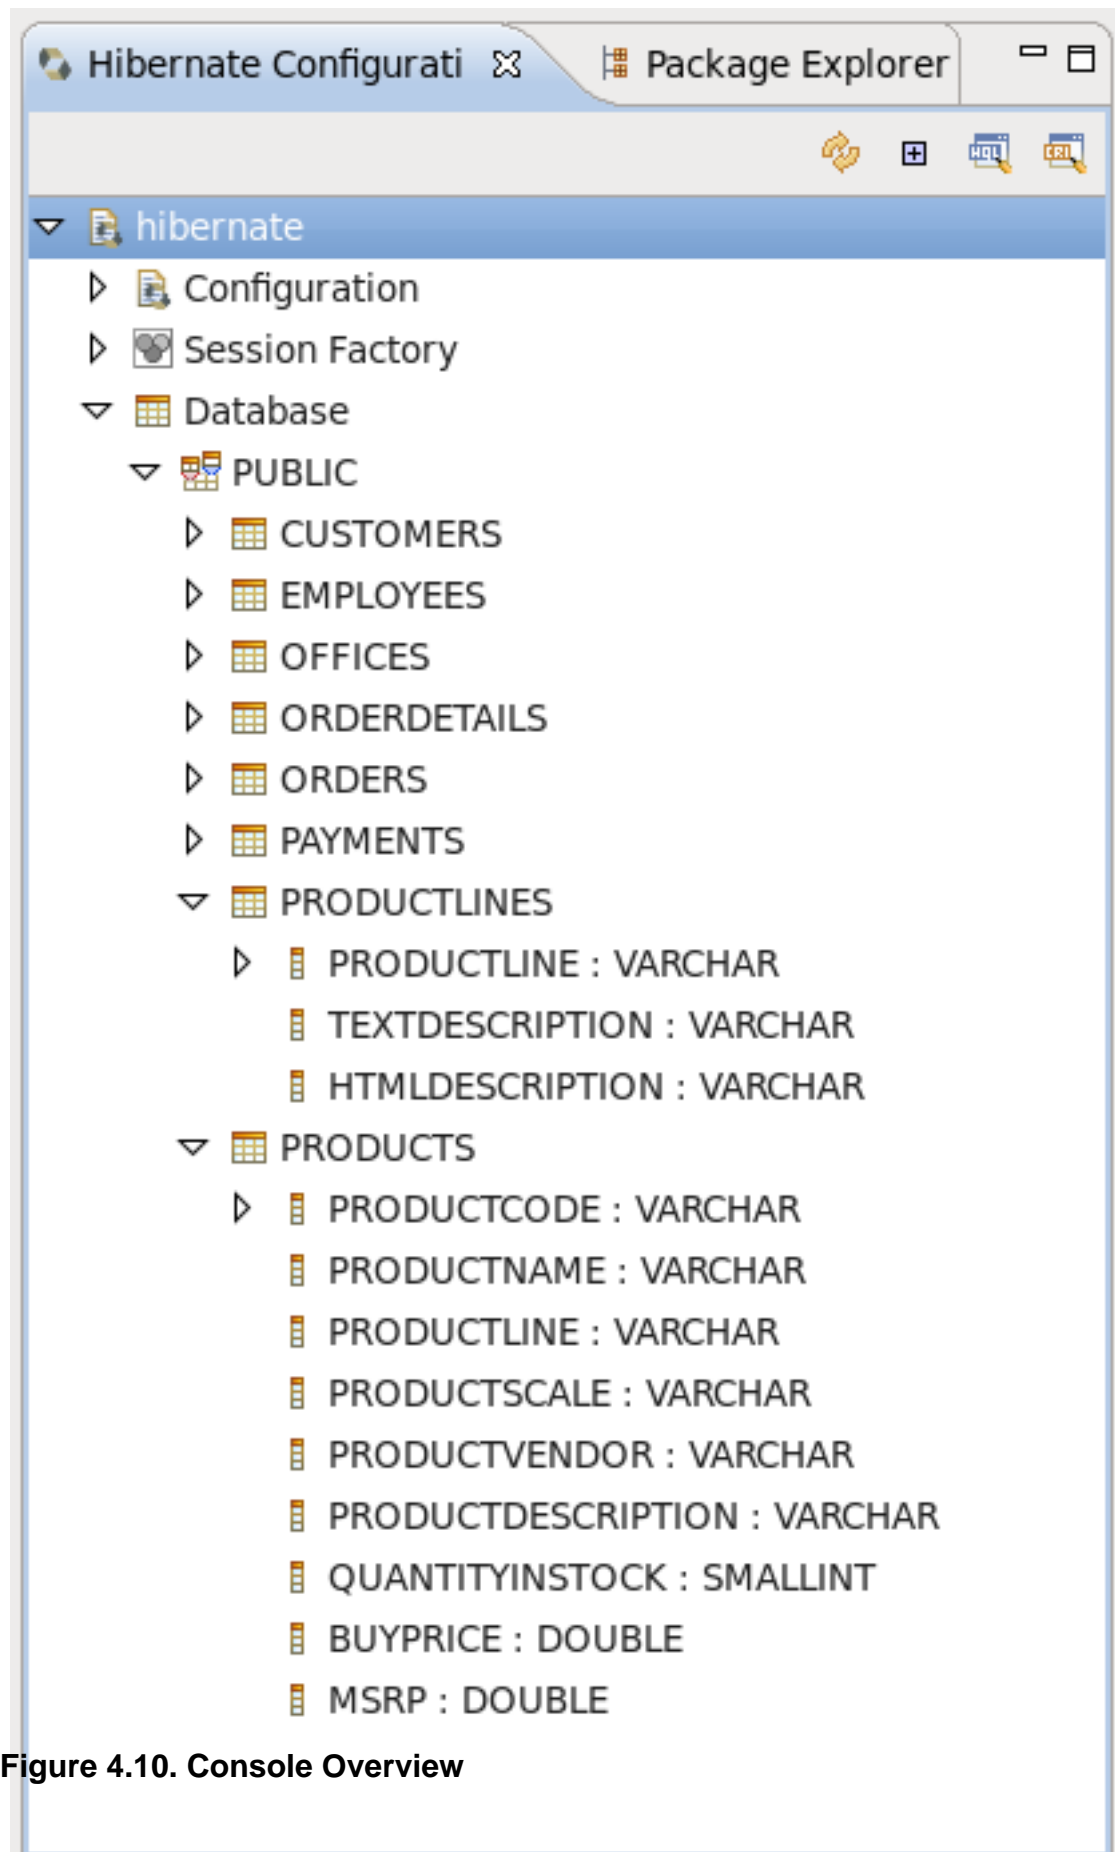 Hibernate Configurati
Package Explorer
HQL
CRI
hibernate
Configuration
Session Factory
Database
PUBLIC
CUSTOMERS
EMPLOYEES
OFFICES
ORDERDETAILS
ORDERS
PAYMENTS
PRODUCTLINES
PRODUCTLINE : VARCHAR
TEXTDESCRIPTION : VARCHAR
HTMLDESCRIPTION : VARCHAR
PRODUCTS
PRODUCTCODE : VARCHAR
PRODUCTNAME : VARCHAR
PRODUCTLINE : VARCHAR
PRODUCTSCALE : VARCHAR
PRODUCTVENDOR : VARCHAR
PRODUCTDESCRIPTION : VARCHAR
QUANTITYINSTOCK : SMALLINT
BUYPRICE : DOUBLE
MSRP : DOUBLE
Figure 4.10. Console Overview